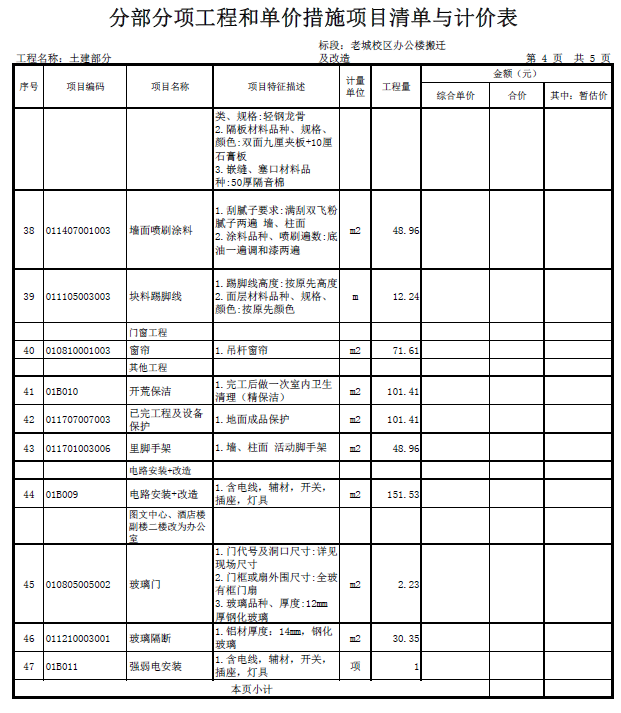 分部分项工程和单价措施项目清单与计价表
标段：老城校区办公楼搬迁
工程名称：土建部分 及改造 第 4 页 共 5 页
序号 项目编码 项目名称 项目特征描述 计量单位 工程量 金额（元）
综合单价 合价 其中：暂估价
类、规格:轻钢龙骨
2.隔板材料品种、规格、
颜色:双面九厘夹板+10厘
石膏板
3.嵌缝、塞口材料品
种:50厚隔音棉
38 011407001003 墙面喷刷涂料 1.刮腻子要求:满刮双飞粉
腻子两遍 墙、柱面
2.涂料品种、喷刷遍数:底
油一遍调和漆两遍 m2 48.96
39 011105003003 块料踢脚线 1.踢脚线高度:按原先高度
2.面层材料品种、规格、
颜色:按原先颜色 m 12.24
门窗工程
40 010810001003 窗帘 1.吊杆窗帘 m2 71.61
其他工程
41 01B010 开荒保洁 1.完工后做一次室内卫生
清理（精保洁） m2 101.41
42 011707007003 已完工程及设备
保护 1.地面成品保护 m2 101.41
43 011701003006 里脚手架 1.墙、柱面 活动脚手架 m2 48.96
电路安装+改造
44 01B009 电路安装+改造 1.含电线，辅材，开关，
插座，灯具 m2 151.53
图文中心、酒店楼
副楼二楼改为办公
室
45 010805005002 玻璃门 1.门代号及洞口尺寸:详见
现场尺寸
2.门框或扇外围尺寸:全玻
有框门扇
3.玻璃品种、厚度:12mm
厚钢化玻璃 m2 2.23
46 011210003001 玻璃隔断 1.铝材厚度：14mm，钢化
玻璃 m2 30.35
47 01B011 强弱电安装 1.含电线，辅材，开关，
插座，灯具 项 1
本页小计